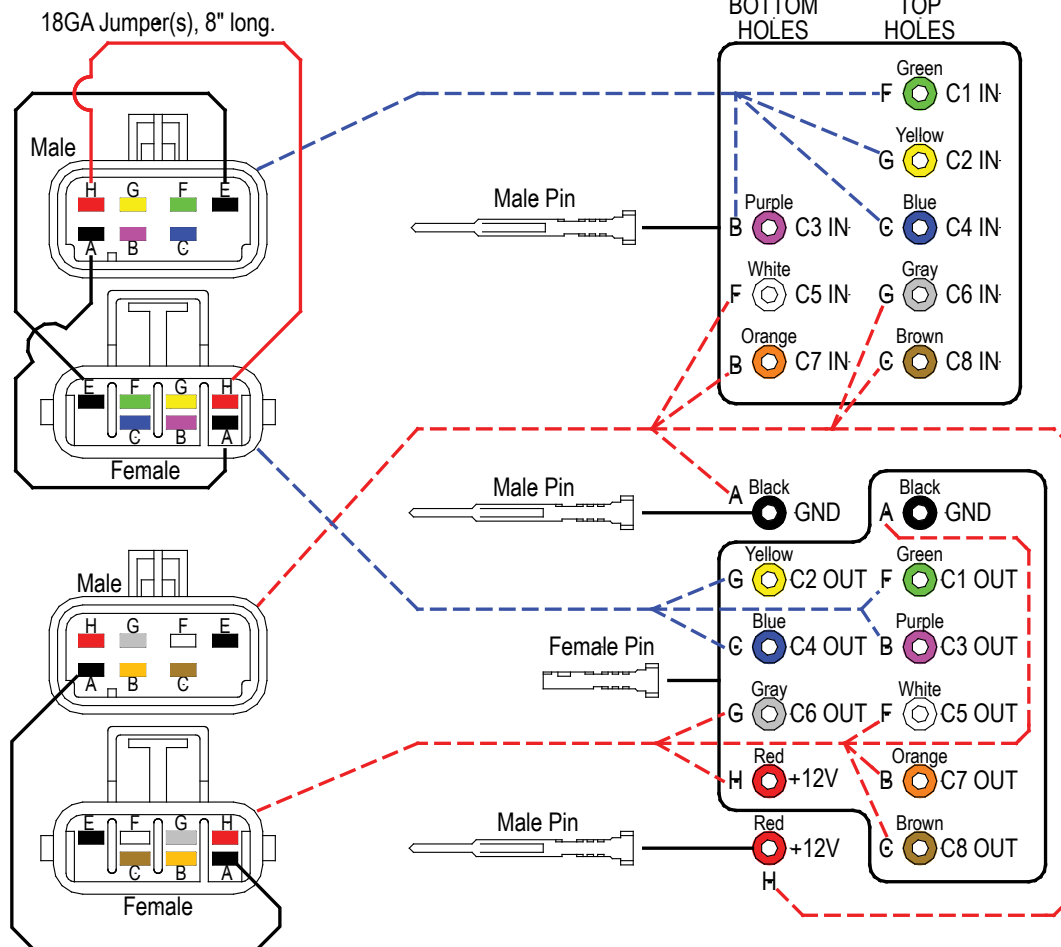 18GA Jumper(s), 8" long.
BOTTOM HOLES
TOP HOLES
Male
H G F E
A B C
E F G H
C B A
Female
Male Pin
Green
F C1 IN
Yellow
G C2 IN
Purple
B C3 IN
Blue
C C4 IN
White
F C5 IN
Gray
G C6 IN
Orange
B C7 IN
Brown
C C8 IN
Male
H G F E
A B C
E F G H
C B A
Female
Male Pin
Black
A GND
Black
A GND
Yellow
G C2 OUT
Green
F C1 OUT
Female Pin
Blue
C C4 OUT
Purple
B C3 OUT
Gray
G C6 OUT
White
F C5 OUT
Red
H +12V
Orange
B C7 OUT
Male Pin
Red
+12V
H
Brown
C C8 OUT